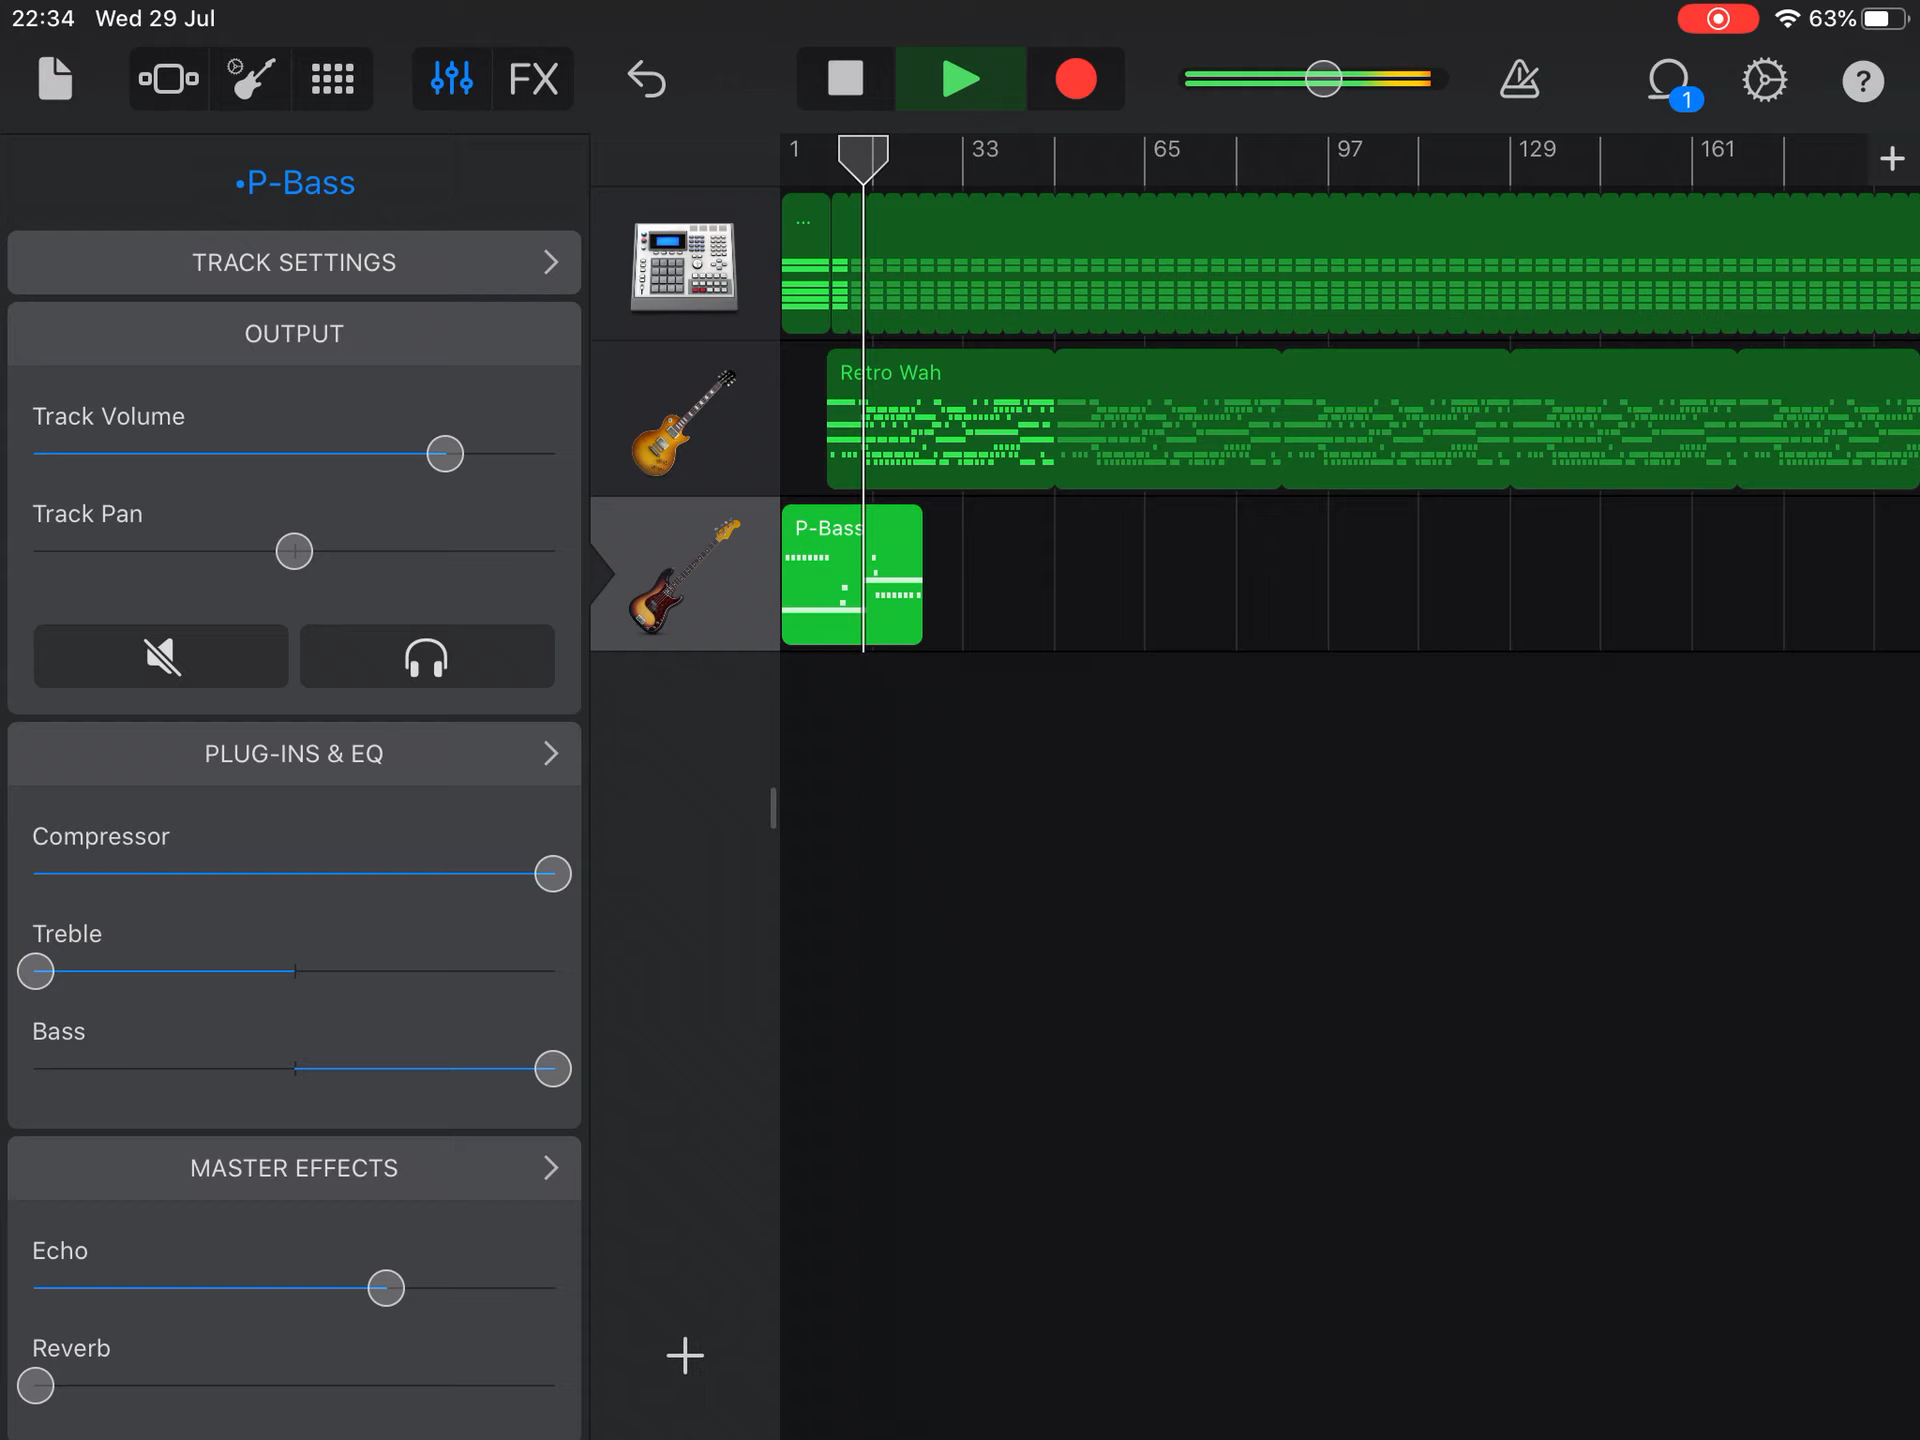 22:34 Wed 29 Jul 63%
FX
1
?
•P-Bass
1 33 65 97 129 161
TRACK SETTINGS
...
OUTPUT
Retro Wah
Track Volume
Track Pan
P-Bass
PLUG-INS & EQ
Compressor
Treble
Bass
MASTER EFFECTS
Echo
Reverb